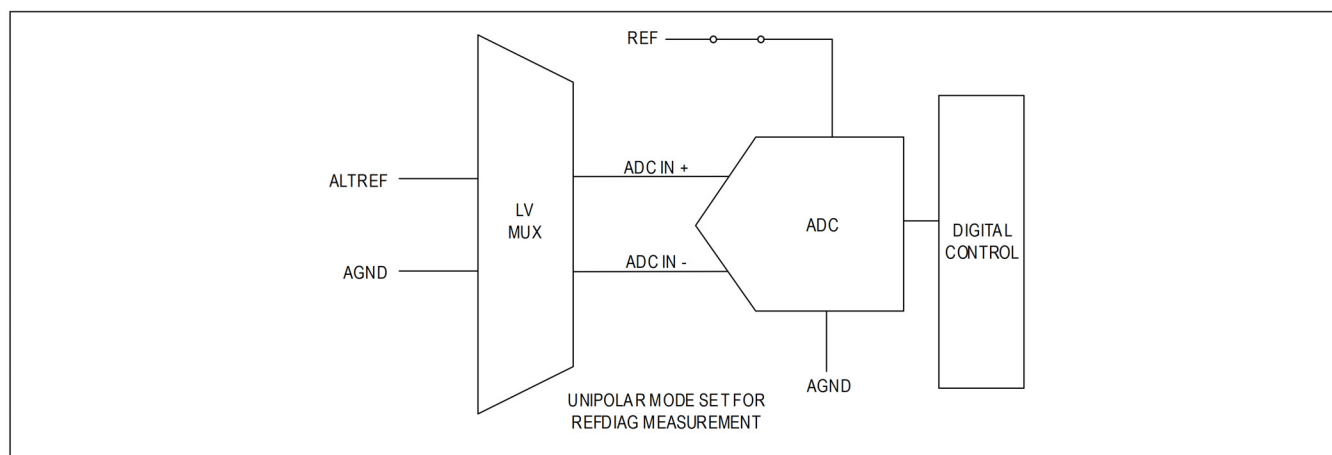 REF
ALTREF
AGND
LV
MUX
ADC IN +
ADC IN -
ADC
AGND
DIGITAL
CONTROL
UNIPOLAR MODE SET FOR
REFDIAG MEASUREMENT